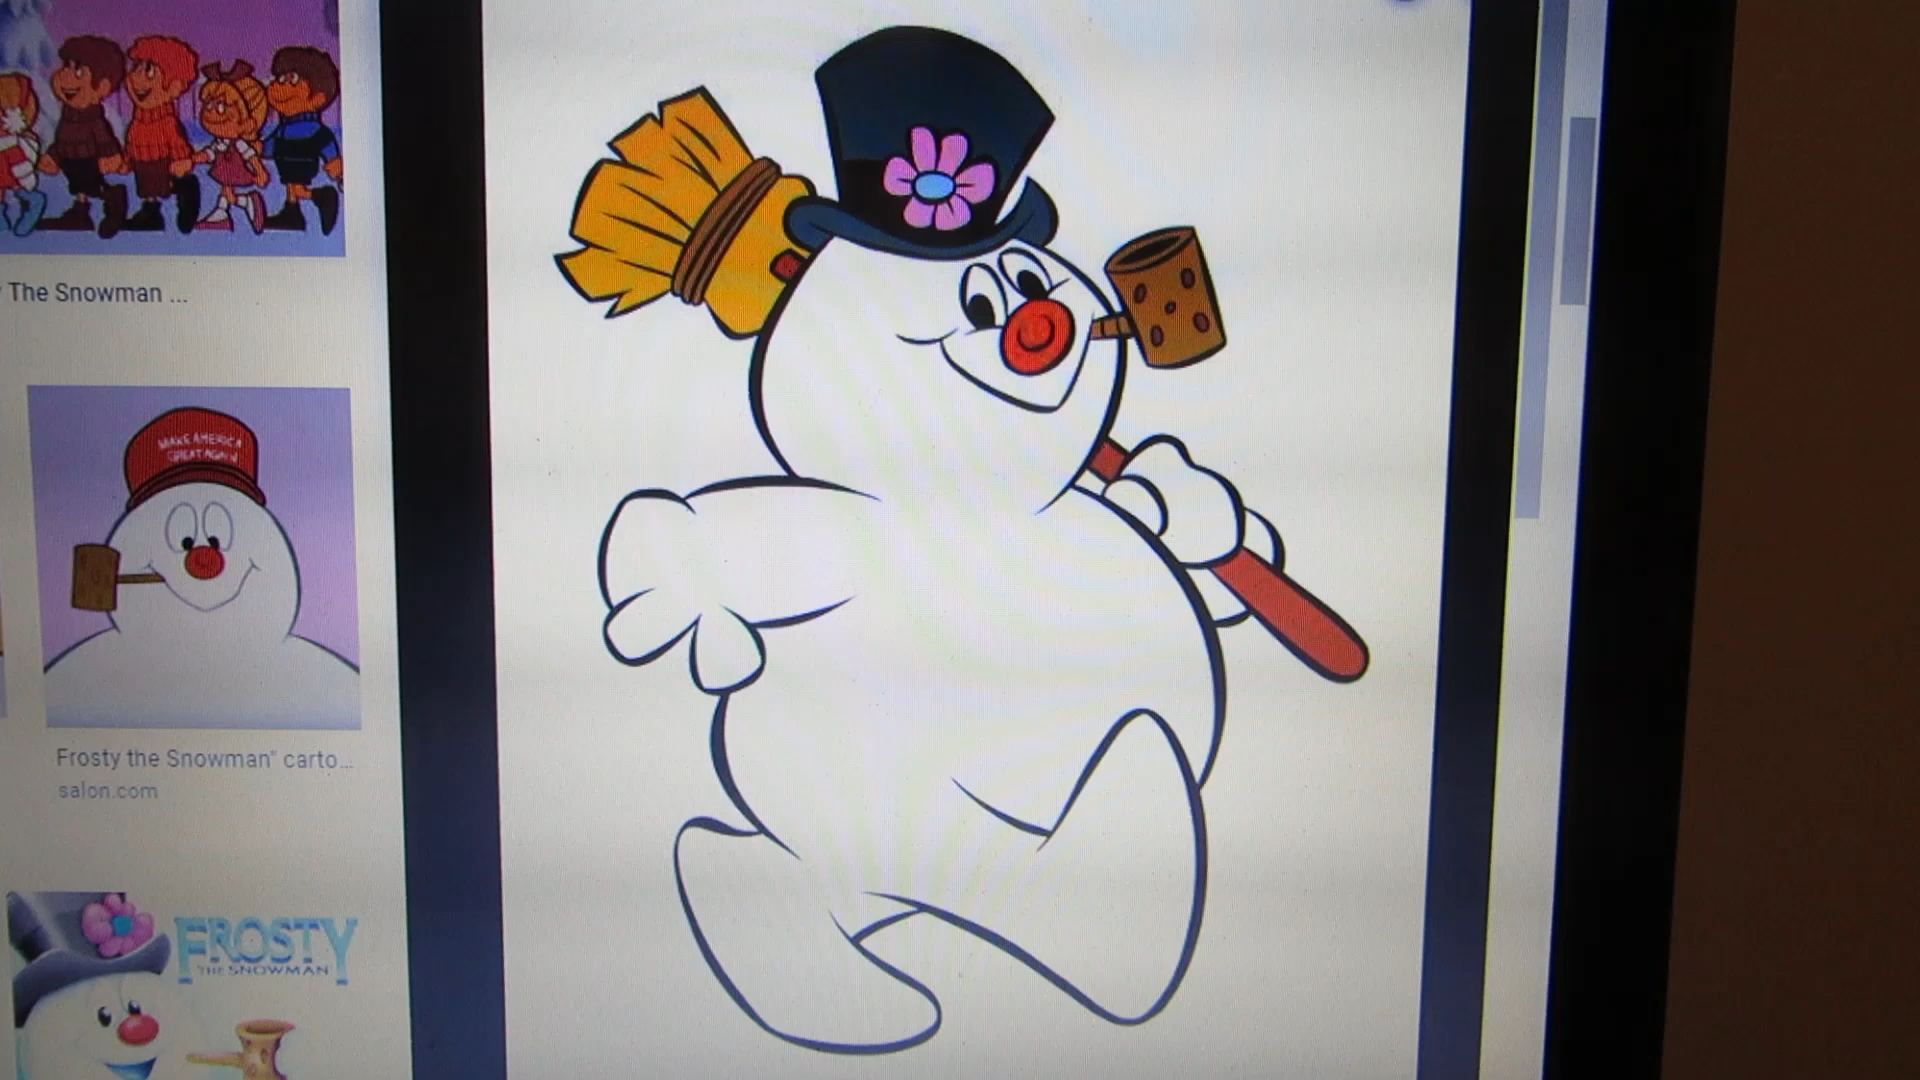 The Snowman ...
MAKE AMERICA
GREAT AGAIN
Frosty the Snowman" carto...
salon.com
FROSTY
THE SNOWMAN